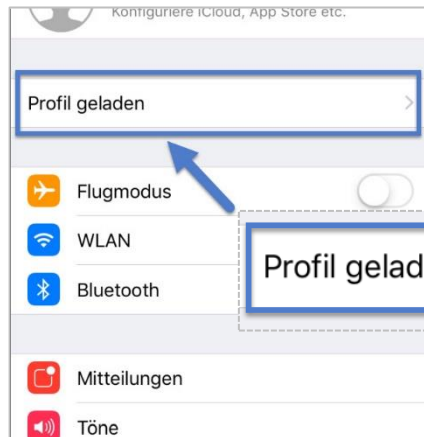 Konfiguriere iCloud, App Store etc.
Profil geladen
Flugmodus
WLAN
Profil gelad
Bluetooth
Mitteilungen
Töne